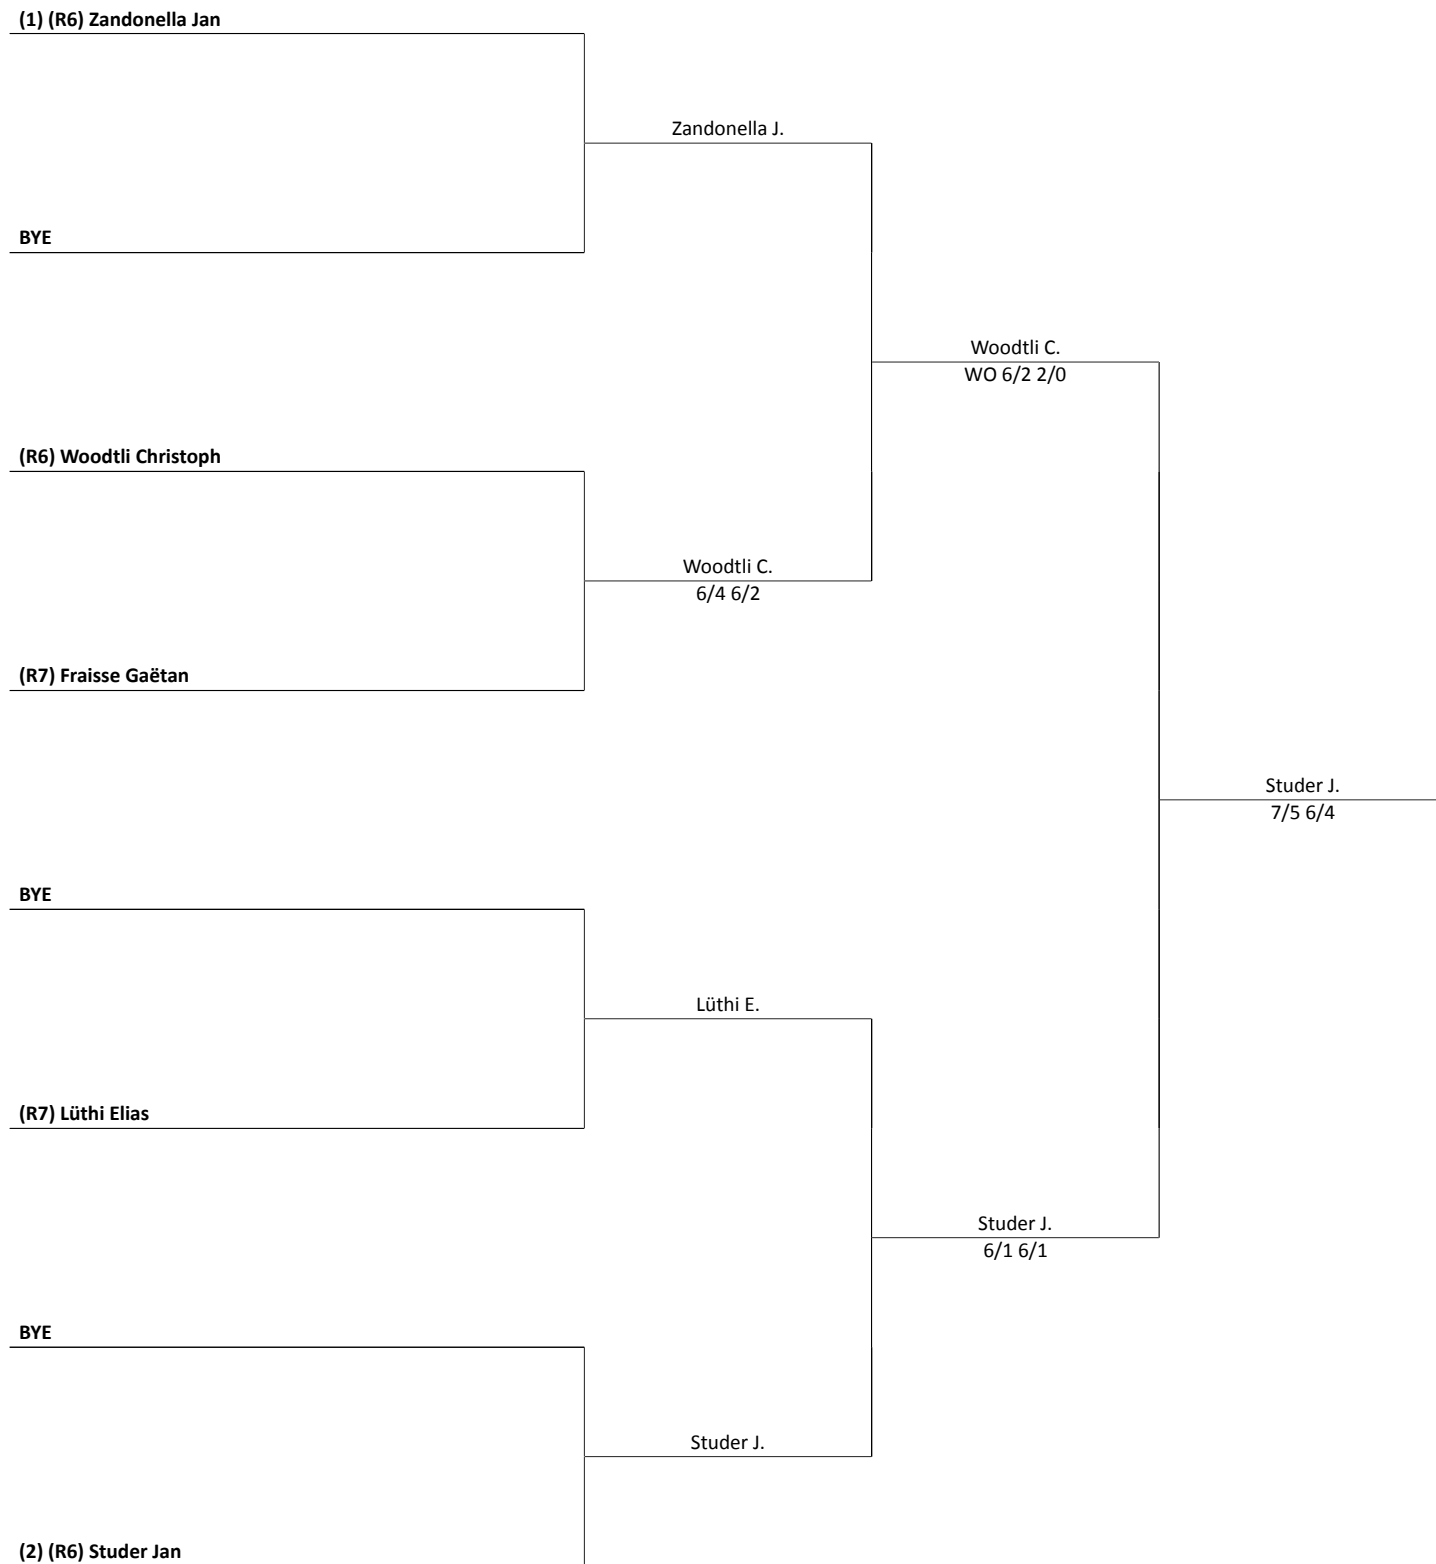 (1) (R6) Zandonella Jan
Zandonella J.
BYE
Woodtli C.
WO 6/2 2/0
(R6) Woodtli Christoph
Woodtli C.
6/4 6/2
(R7) Fraisse Gaëtan
Studer J.
7/5 6/4
BYE
Lüthi E.
(R7) Lüthi Elias
Studer J.
6/1 6/1
BYE
Studer J.
(2) (R6) Studer Jan